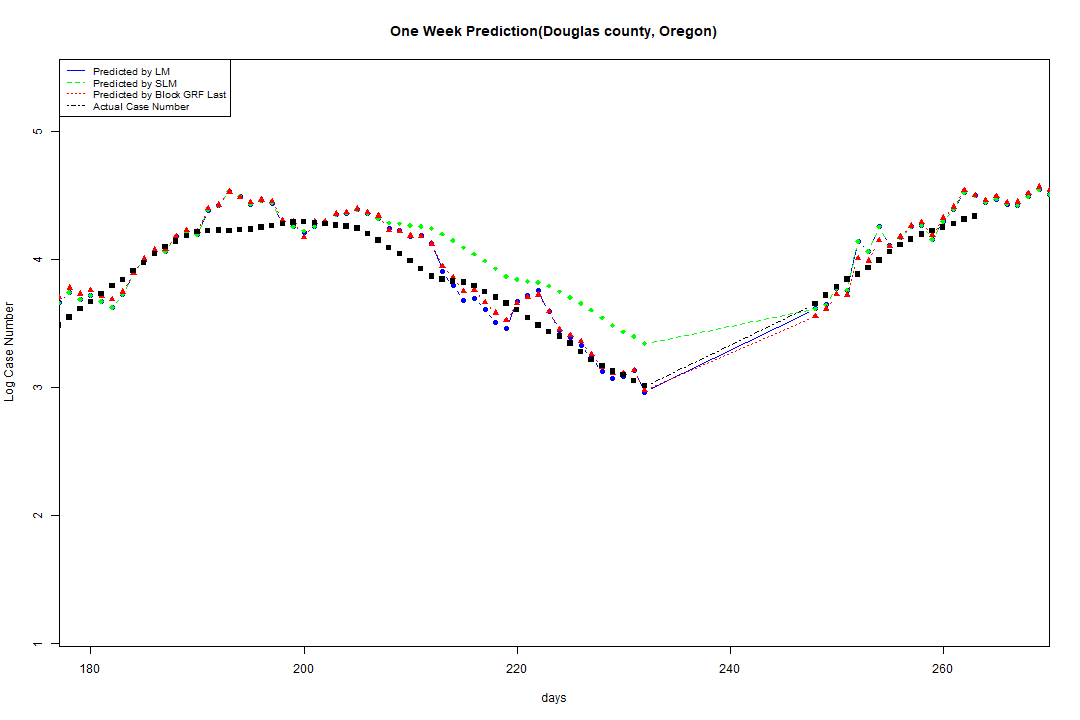 One Week Prediction(Douglas county, Oregon)
Predicted by LM
Predicted by SLM
Predicted by Block GRF Last
Actual Case Number
5
4
3
2
1
Log Case Number
180 200 220 240 260
days